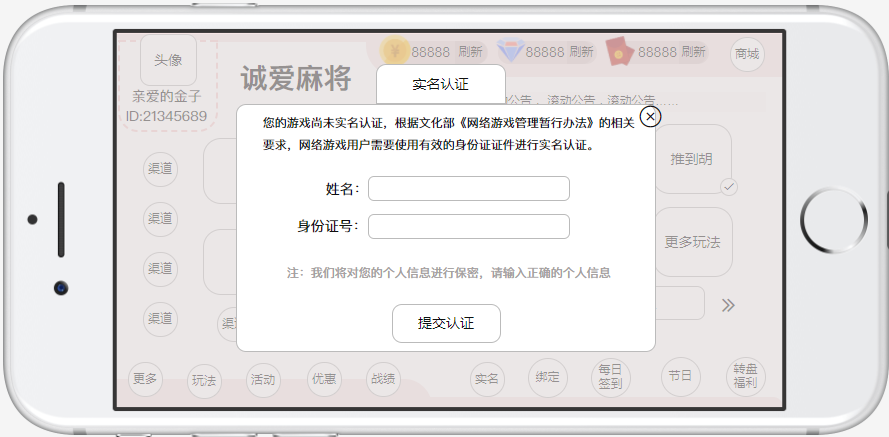 头像
亲爱的金子
ID:21345689
诚爱麻将
88888 刷新
88888 刷新
88888 刷新
商城
公告，滚动公告，滚动公告......
实名认证
您的游戏尚未实名认证，根据文化部《网络游戏管理暂行办法》的相关
要求，网络游戏用户需要使用有效的身份证证件进行实名认证。
姓名：
身份证号：
注：我们将对您的个人信息进行保密，请输入正确的个人信息
提交认证
渠道
渠道
渠道
渠道
推到胡
更多玩法
更多
玩法
活动
优惠
战绩
实名
绑定
每日
签到
节日
转盘
福利